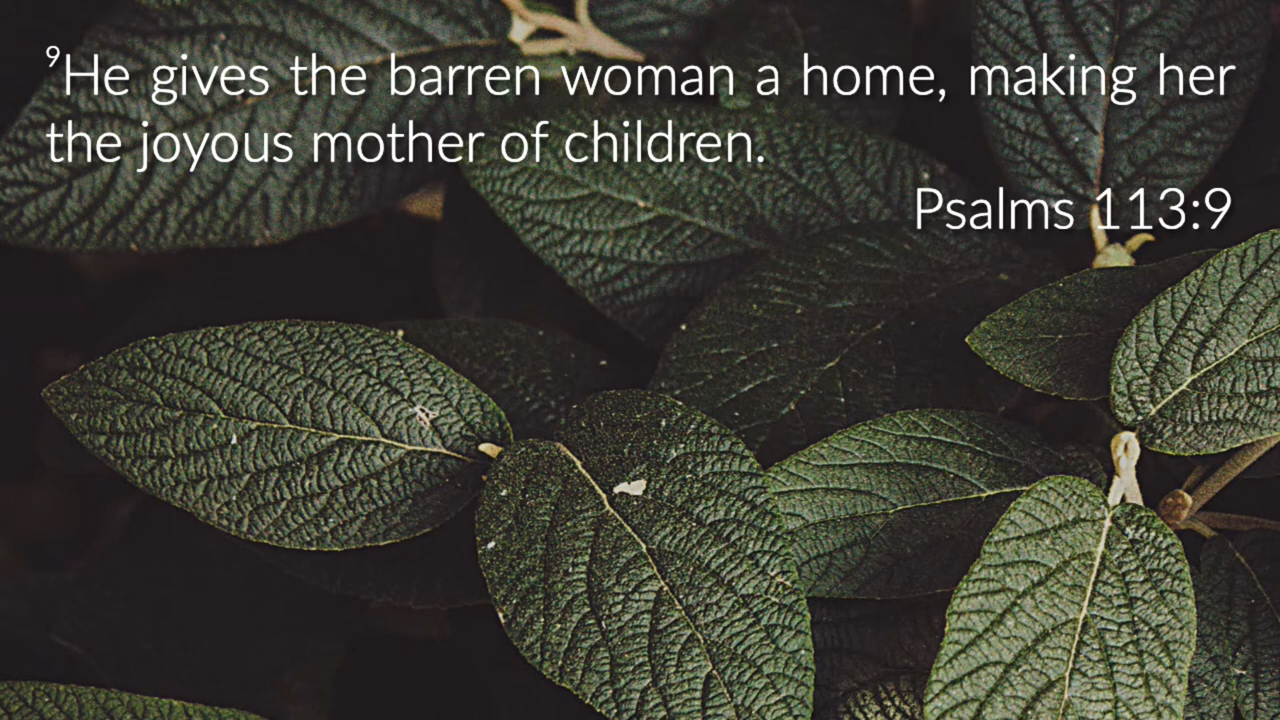 ⁹He gives the barren woman a home, making her
the joyous mother of children.
Psalms 113:9